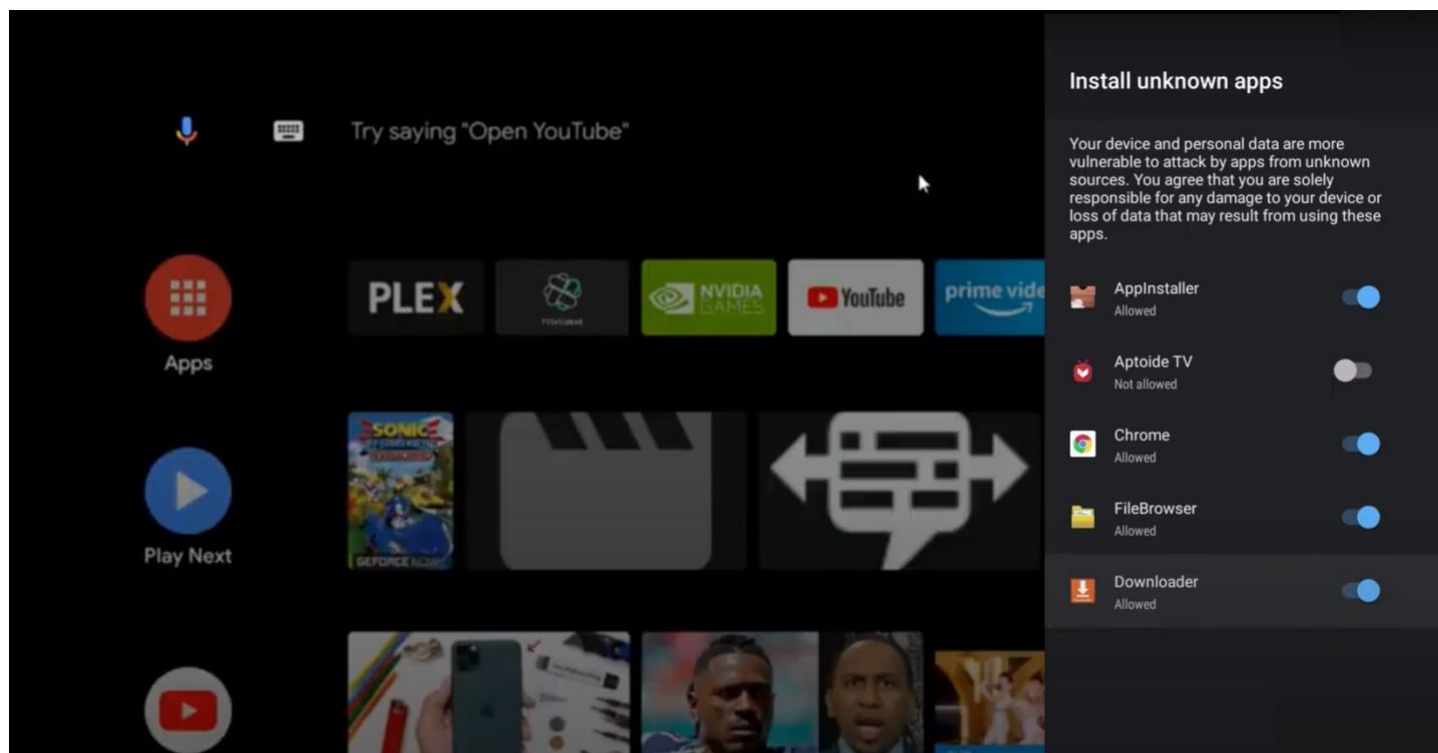 Try saying "Open YouTube"
Apps
PLEX
NVIDIA
GAMES
YouTube
prime vide
Play Next
SONIC
GEFORCE NOW
Install unknown apps
Your device and personal data are more
vulnerable to attack by apps from unknown
sources. You agree that you are solely
responsible for any damage to your device or
loss of data that may result from using these
apps.
AppInstaller
Allowed
Aptoide TV
Not allowed
Chrome
Allowed
FileBrowser
Allowed
Downloader
Allowed